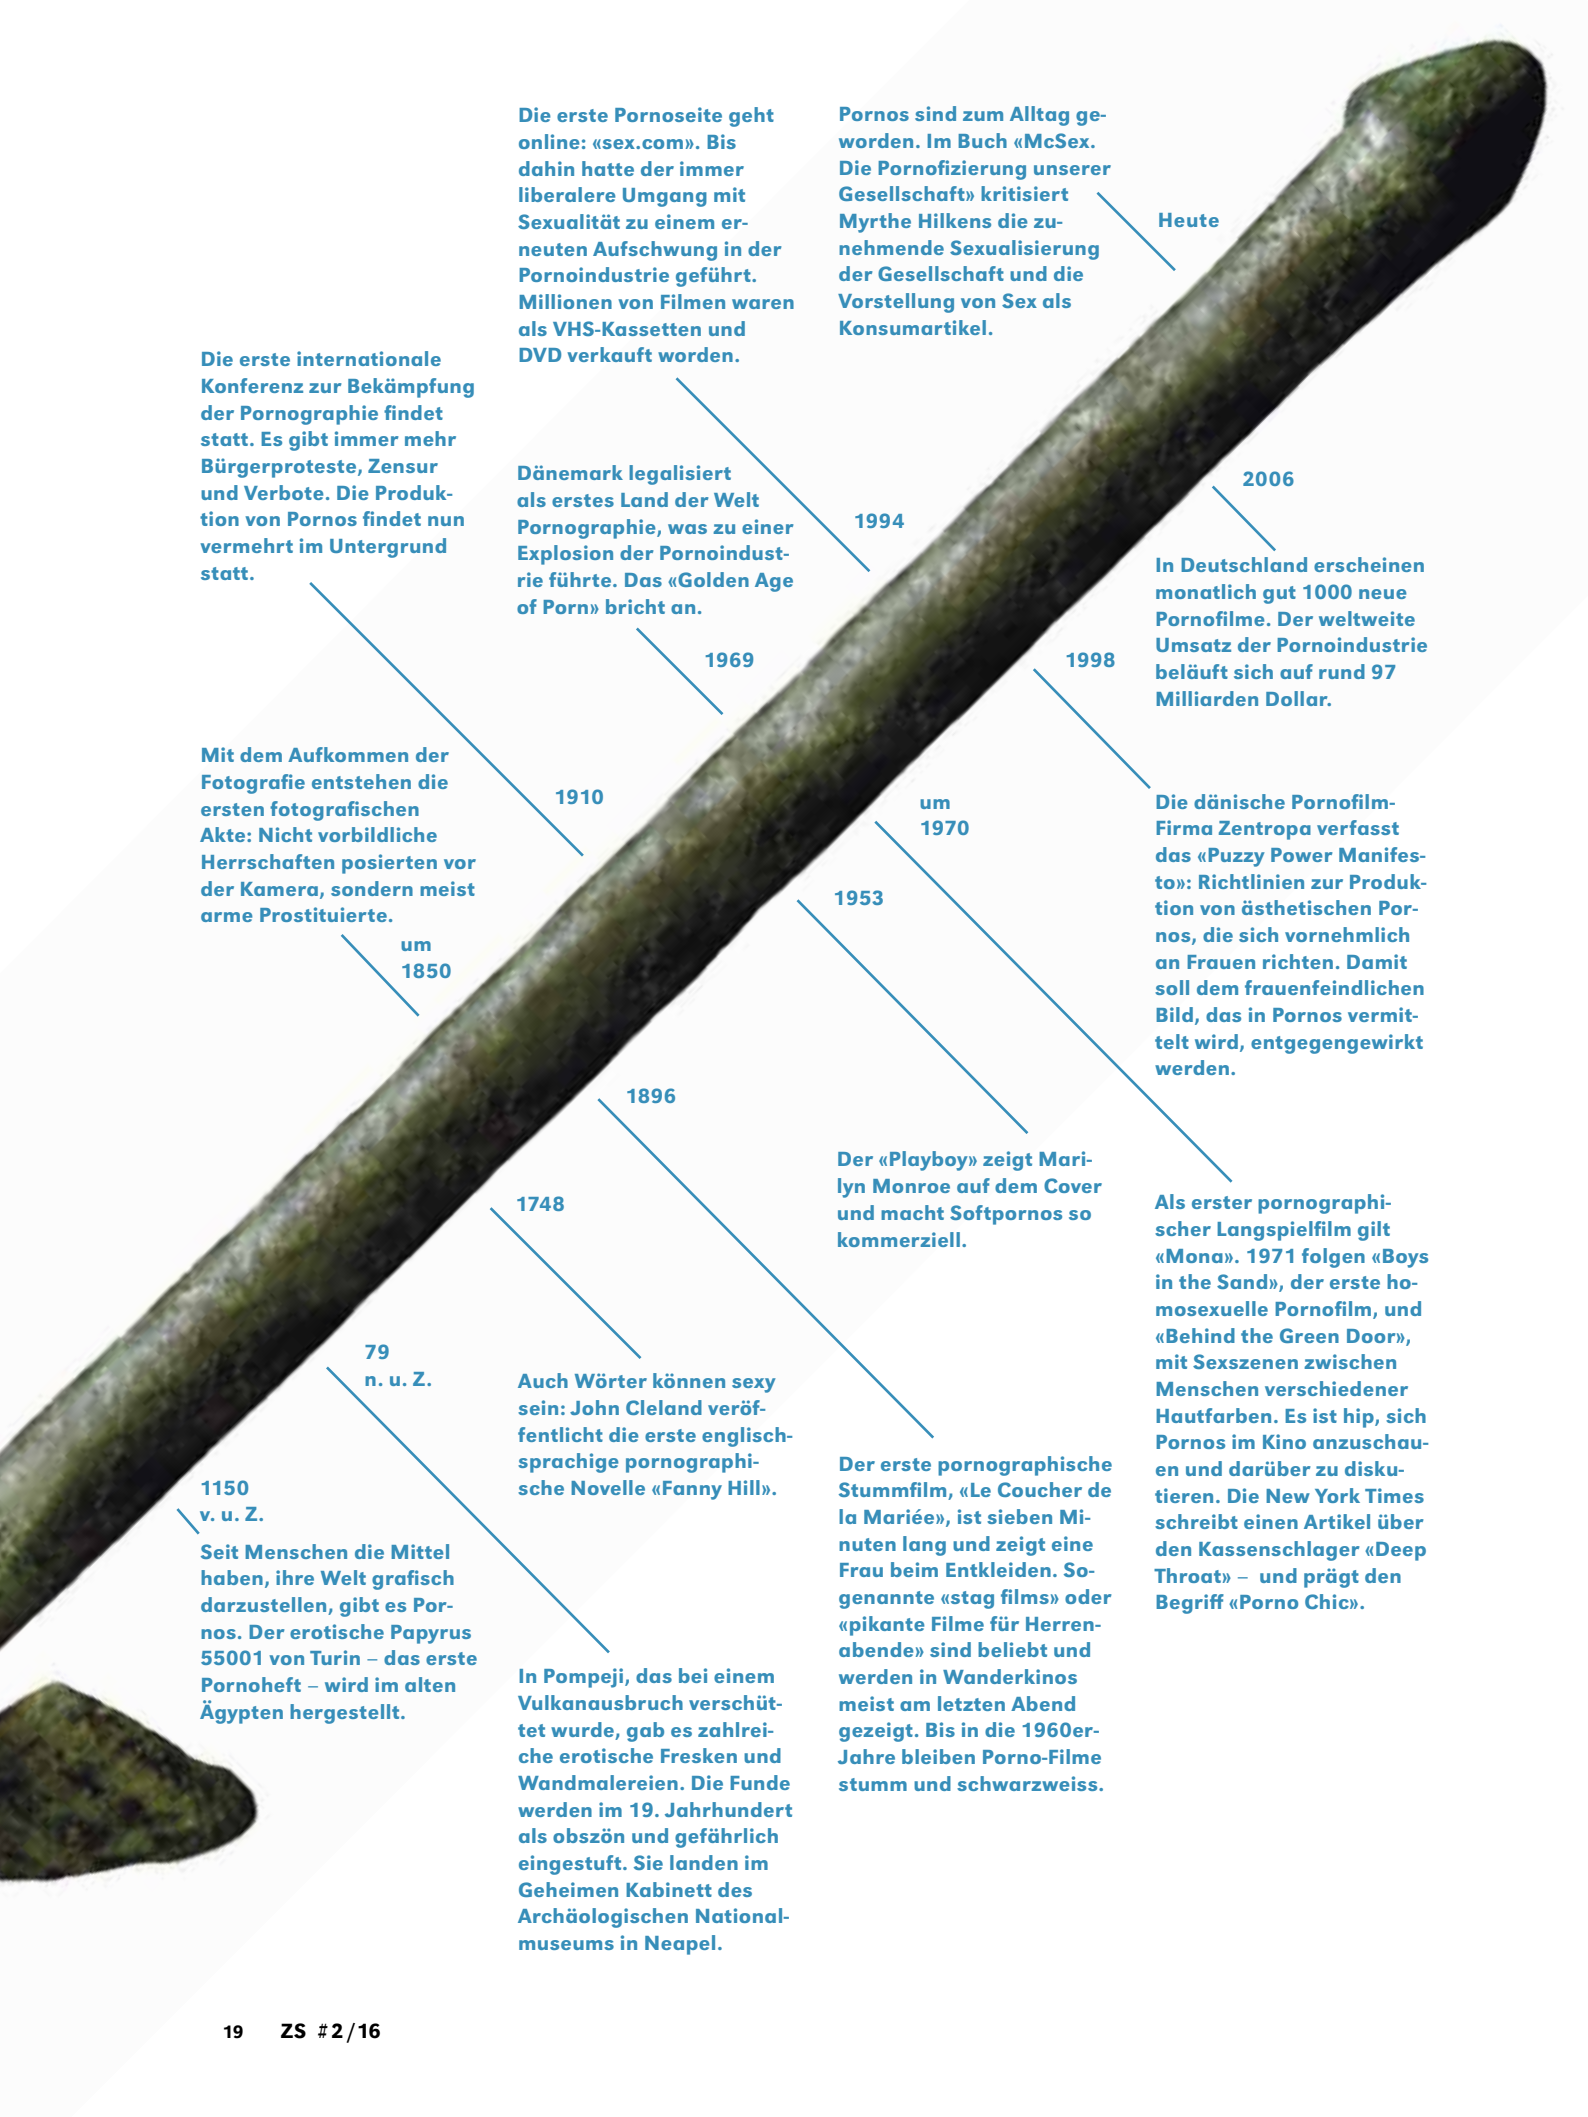 Die erste Pornoseite geht
online: «sex.com». Bis
dahin hatte der immer
liberalere Umgang mit
Sexualität zu einem er-
neuten Aufschwung in der
Pornoindustrie geführt.
Millionen von Filmen waren
als VHS-Kassetten und
DVD verkauft worden.
Pornos sind zum Alltag ge-
worden. Im Buch «McSex.
Die Pornofizierung unserer
Gesellschaft» kritisiert
Myrthe Hilkens die zu-
nehmende Sexualisierung
der Gesellschaft und die
Vorstellung von Sex als
Konsumartikel.
Heute
Die erste internationale
Konferenz zur Bekämpfung
der Pornographie findet
statt. Es gibt immer mehr
Bürgerproteste, Zensur
und Verbote. Die Produk-
tion von Pornos findet nun
vermehrt im Untergrund
statt.
Dänemark legalisiert
als erstes Land der Welt
Pornographie, was zu einer
Explosion der Pornoindust-
rie führte. Das «Golden Age
of Porn» bricht an.
1994
2006
In Deutschland erscheinen
monatlich gut 1000 neue
Pornofilme. Der weltweite
Umsatz der Pornoindustrie
beläuft sich auf rund 97
Milliarden Dollar.
1969
1998
Mit dem Aufkommen der
Fotografie entstehen die
ersten fotografischen
Akte: Nicht vorbildliche
Herrschaften posierten vor
der Kamera, sondern meist
arme Prostituierte.
1910
um
1970
Die dänische Pornofilm-
Firma Zentropa verfasst
das «Puzzy Power Manifes-
to»: Richtlinien zur Produk-
tion von ästhetischen Por-
nos, die sich vornehmlich
an Frauen richten. Damit
soll dem frauenfeindlichen
Bild, das in Pornos vermit-
telt wird, entgegengewirkt
werden.
1953
um
1850
1896
Der «Playboy» zeigt Mari-
lyn Monroe auf dem Cover
und macht Softpornos so
kommerziell.
1748
Als erster pornographi-
scher Langspielfilm gilt
«Mona». 1971 folgen «Boys
in the Sand», der erste ho-
mosexuelle Pornofilm, und
«Behind the Green Door»,
mit Sexszenen zwischen
Menschen verschiedener
Hautfarben. Es ist hip, sich
Pornos im Kino anzuschau-
en und darüber zu disku-
tieren. Die New York Times
schreibt einen Artikel über
den Kassenschlager «Deep
Throat» – und prägt den
Begriff «Porno Chic».
79
n. u. Z.
Auch Wörter können sexy
sein: John Cleland veröf-
fentlicht die erste englisch-
sprachige pornographi-
sche Novelle «Fanny Hill».
Der erste pornographische
Stummfilm, «Le Coucher de
la Mariée», ist sieben Mi-
nuten lang und zeigt eine
Frau beim Entkleiden. So-
genannte «stag films» oder
«pikante Filme für Herren-
abende» sind beliebt und
werden in Wanderkinos
meist am letzten Abend
gezeigt. Bis in die 1960er-
Jahre bleiben Porno-Filme
stumm und schwarzweiss.
1150
v. u. Z.
Seit Menschen die Mittel
haben, ihre Welt grafisch
darzustellen, gibt es Por-
nos. Der erotische Papyrus
55001 von Turin – das erste
Pornoheft – wird im alten
Ägypten hergestellt.
In Pompeji, das bei einem
Vulkanausbruch verschüt-
tet wurde, gab es zahlrei-
che erotische Fresken und
Wandmalereien. Die Funde
werden im 19. Jahrhundert
als obszön und gefährlich
eingestuft. Sie landen im
Geheimen Kabinett des
Archäologischen National-
museums in Neapel.
19 ZS #2/16